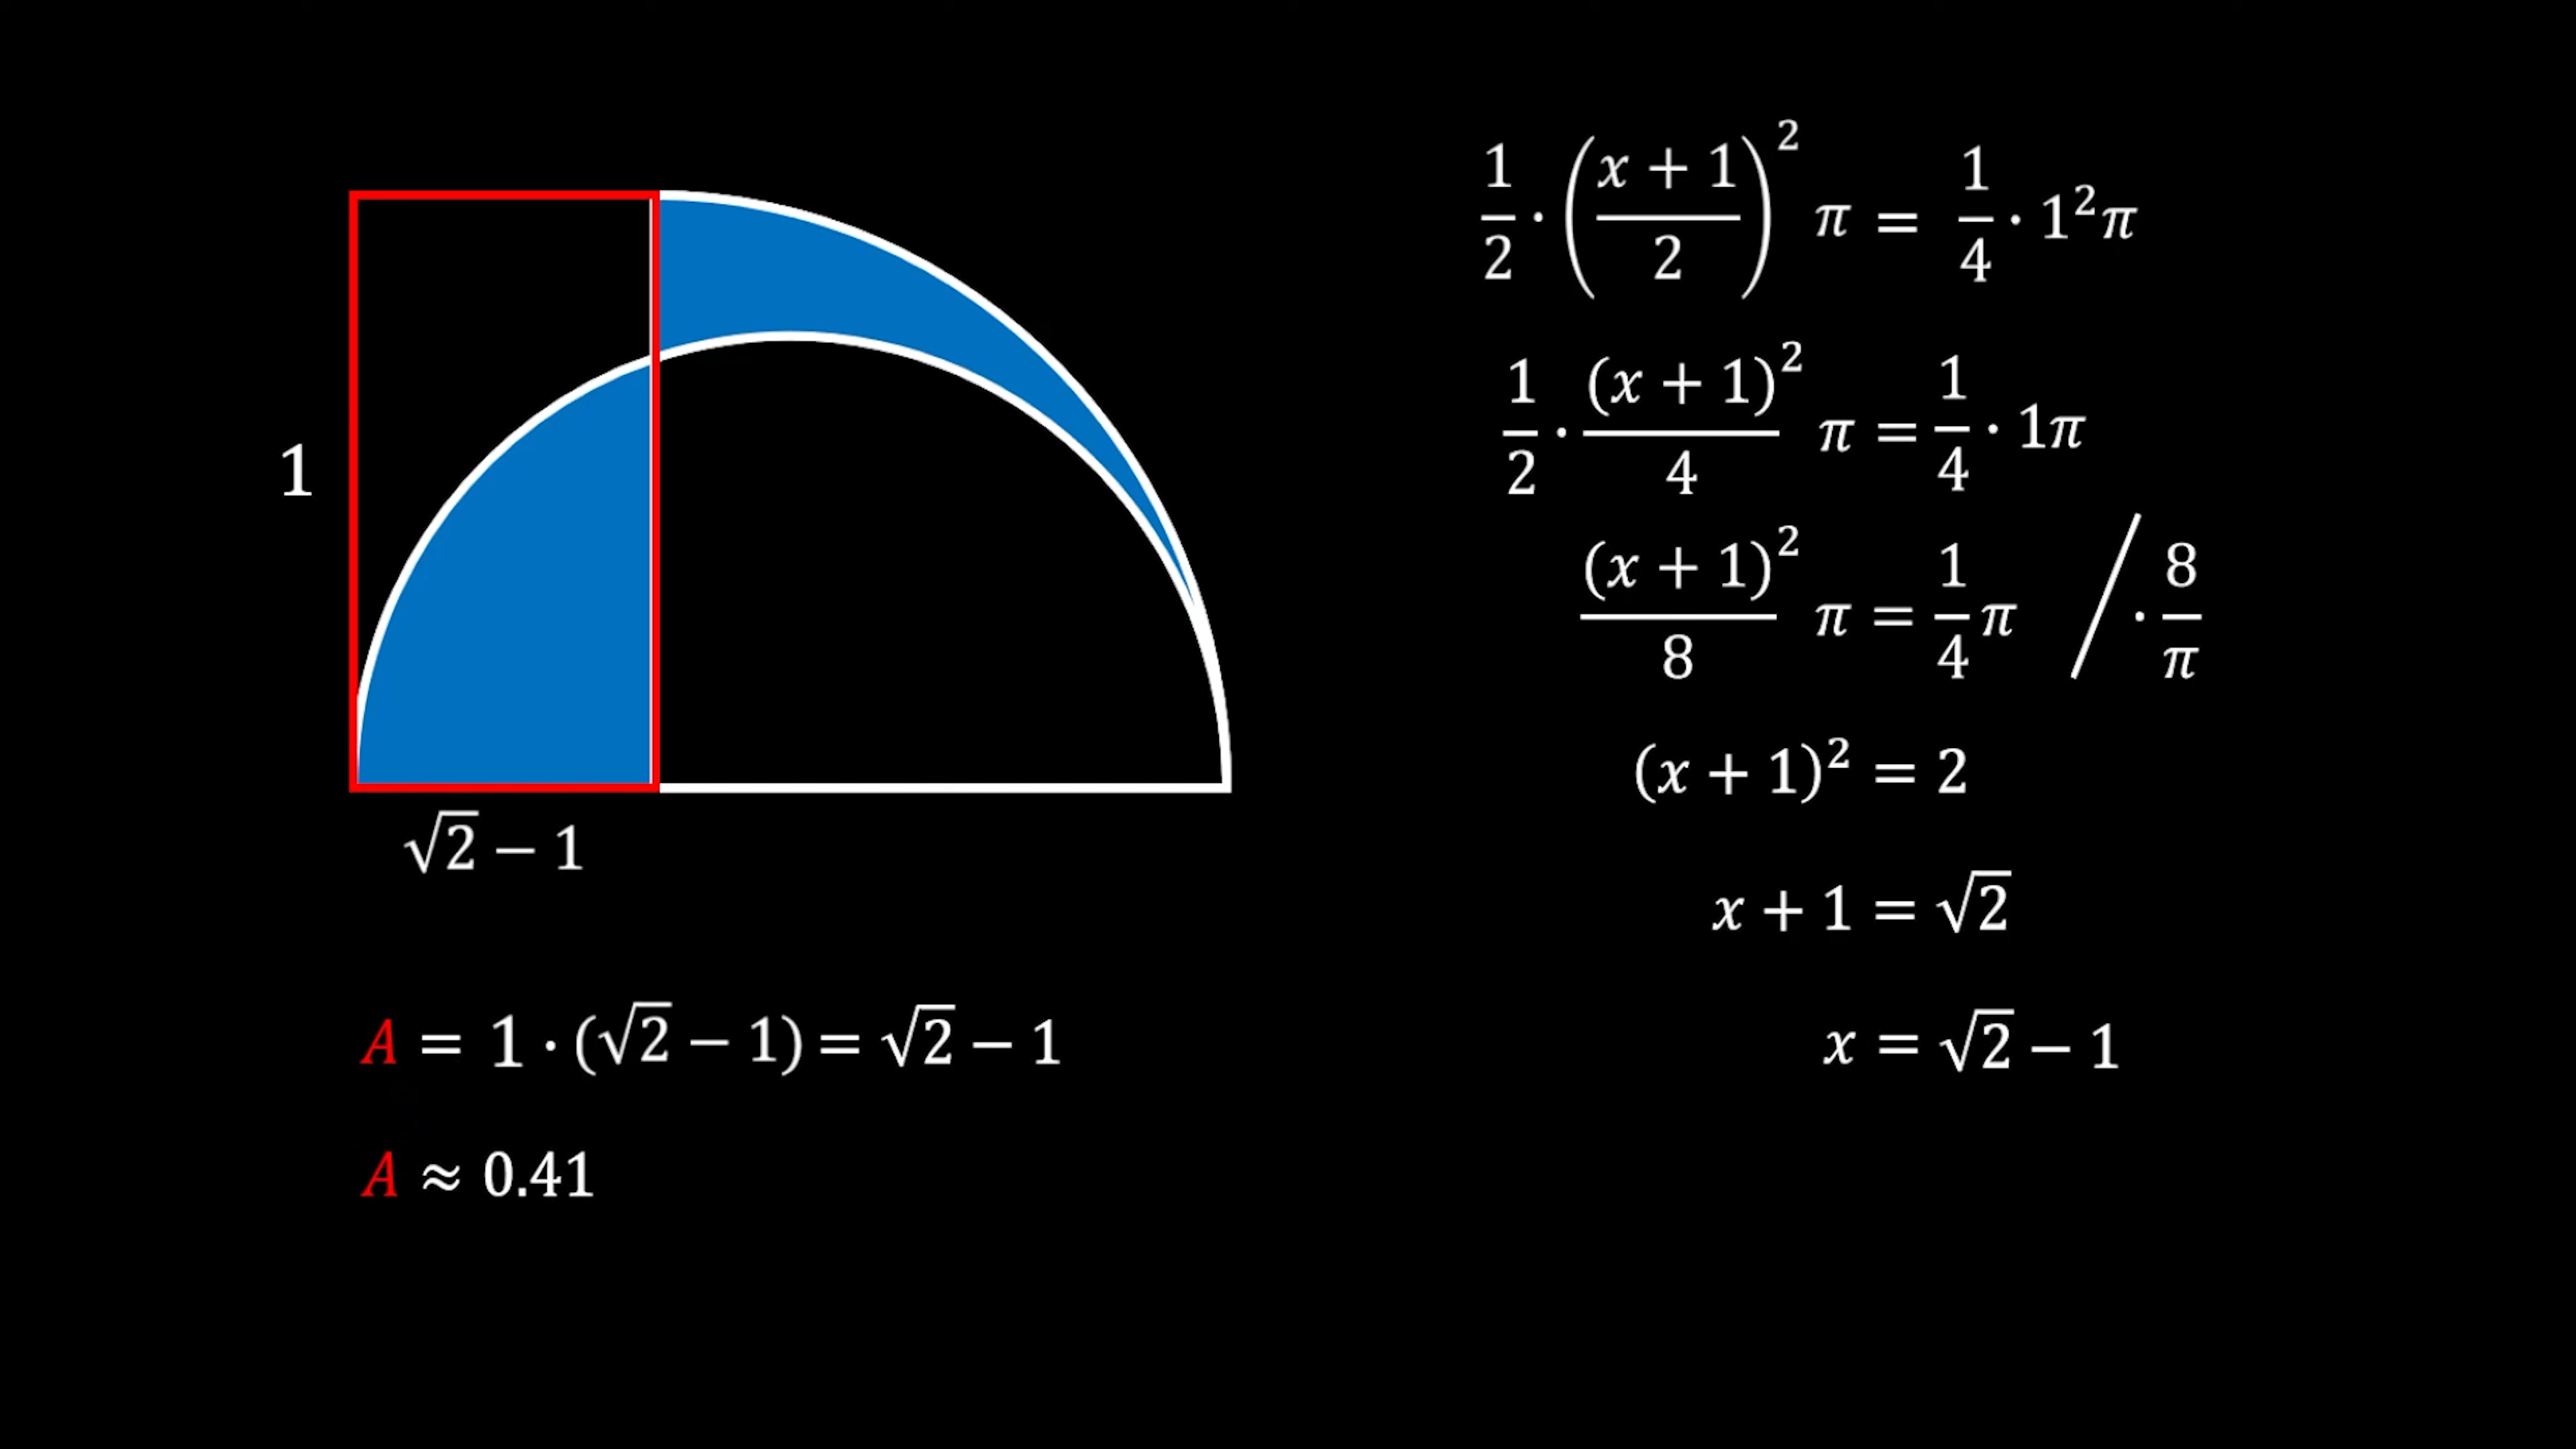 1
√2 − 1
A = 1 · (√2 − 1) = √2 − 1
A ≈ 0.41
1/2 · ((x + 1)/2)² π = 1/4 · 1²π
1/2 · (x + 1)²/4 π = 1/4 · 1π
(x + 1)²/8 π = 1/4 π / · 8/π
(x + 1)² = 2
x + 1 = √2
x = √2 − 1